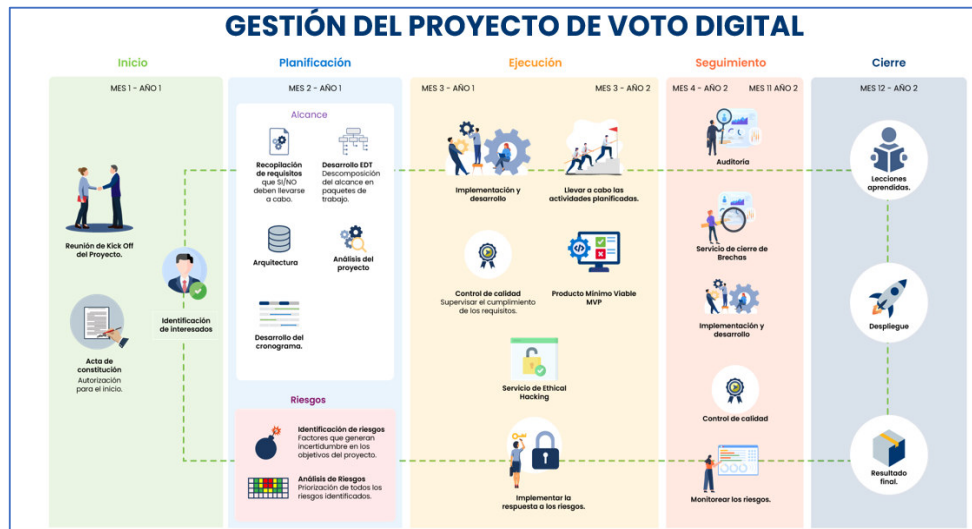 GESTIÓN DEL PROYECTO DE VOTO DIGITAL
Inicio
MES 1 - AÑO 1
Reunión de Kick Off
del Proyecto.
Acta de
constitución
Autorización
para el inicio.
Identificación
de interesados
Planificación
MES 2 - AÑO 1
Alcance
Recopilación
de requisitos
que SI/NO
deben llevarse
a cabo.
Desarrollo EDT
Descomposición
del alcance en
paquetes de
trabajo.
Arquitectura
Análisis del
proyecto
Desarrollo del
cronograma.
Riesgos
Identificación de riesgos
Factores que generan
incertidumbre en los
objetivos del proyecto.
Análisis de Riesgos
Priorización de todos los
riesgos identificados.
Ejecución
MES 3 - AÑO 1
MES 3 - AÑO 2
Implementación y
desarrollo
Llevar a cabo las
actividades planificadas.
Control de calidad
Supervisar el cumplimiento
de los requisitos.
Producto Mínimo Viable
MVP
Servicio de Ethical
Hacking
Implementar la
respuesta a los riesgos.
Seguimiento
MES 4 - AÑO 2
MES 11 AÑO 2
Auditoría
Servicio de cierre de
Brechas
Implementación y
desarrollo
Control de calidad
Monitorear los riesgos.
Cierre
MES 12 - AÑO 2
Lecciones
aprendidas.
Despliegue
Resultado
final.